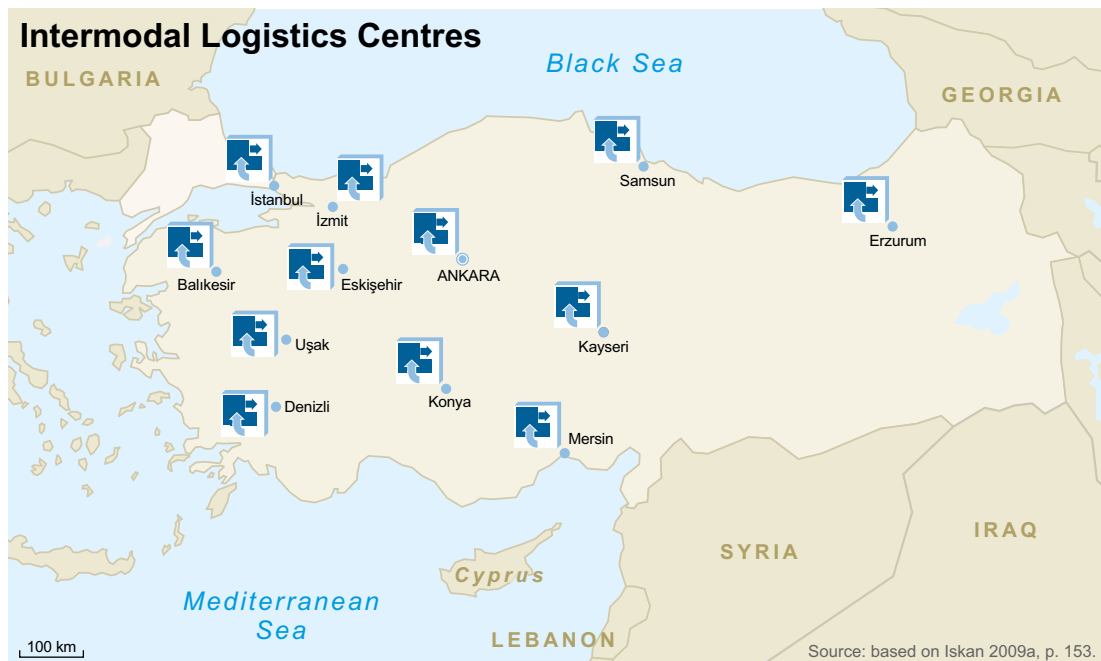 Intermodal Logistics Centres
Black Sea
BULGARIA
GEORGIA
Samsun
İstanbul
İzmit
Erzurum
ANKARA
Balıkesir
Eskişehir
Uşak
Kayseri
Konya
Denizli
Mersin
IRAQ
SYRIA
Cyprus
Mediterranean
Sea
LEBANON
100 km
Source: based on Iskan 2009a, p. 153.